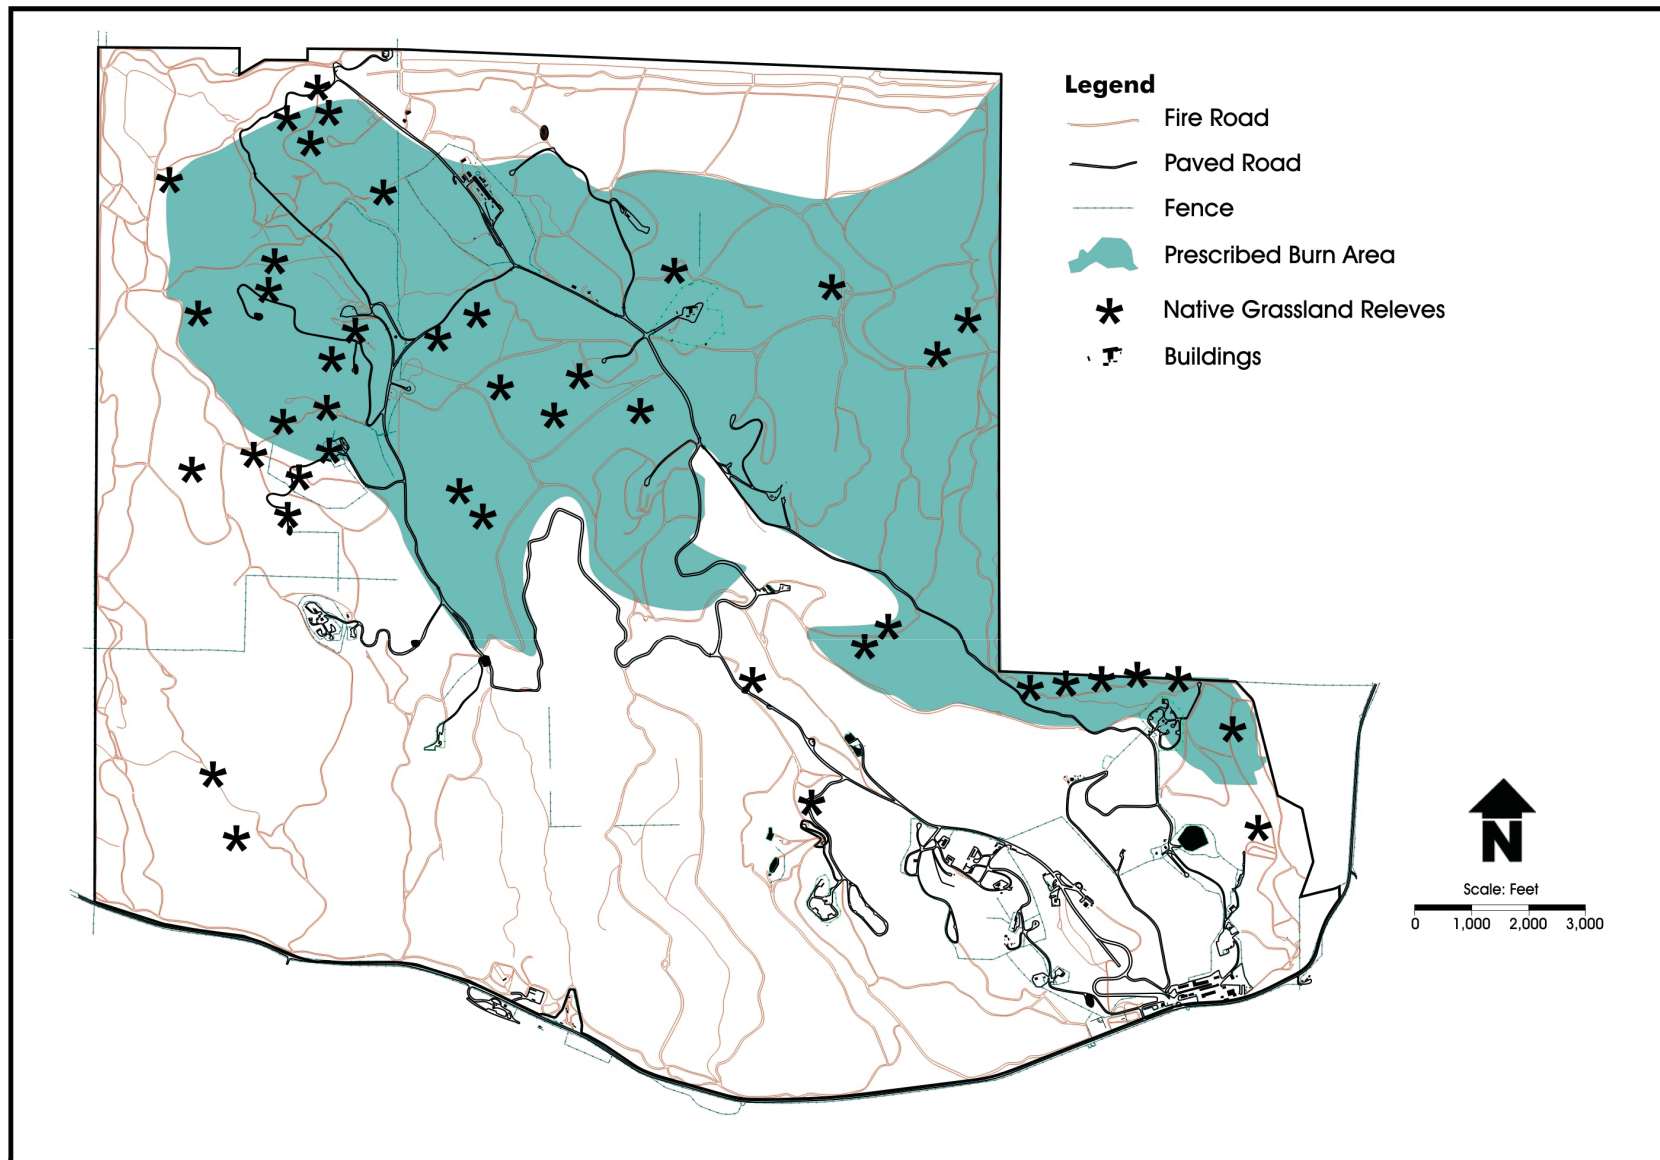 Legend
Fire Road
Paved Road
Fence
Prescribed Burn Area
Native Grassland Releves
Buildings
N
Scale: Feet
0 1,000 2,000 3,000